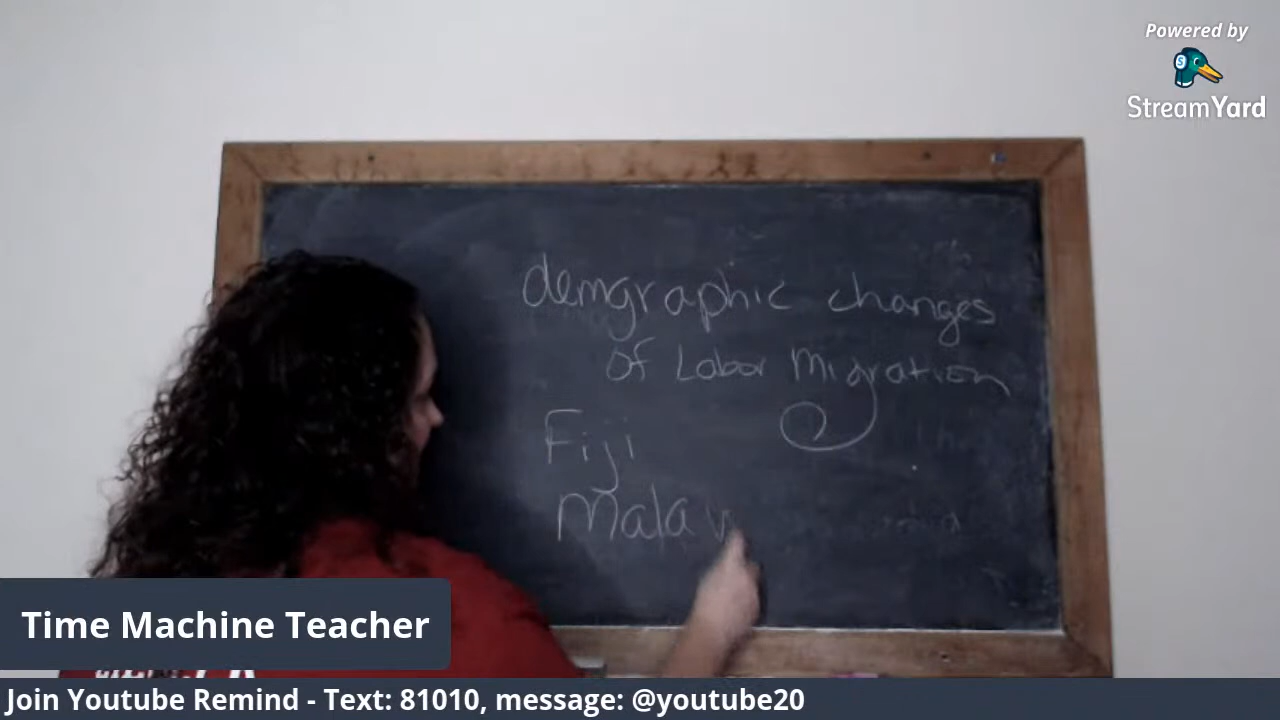 Powered by
StreamYard
demgraphic changes
of Labor Migration
Fiji
Time Machine Teacher
Join Youtube Remind - Text: 81010, message: @youtube20